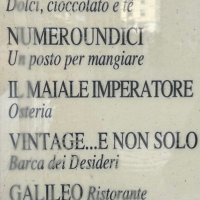 Dolci, cioccolato e tè
NUMEROUNDICI
Un posto per mangiare
IL MAIALE IMPERATORE
Osteria
VINTAGE...E NON SOLO
Barca dei Desideri
GALILEO Ristorante